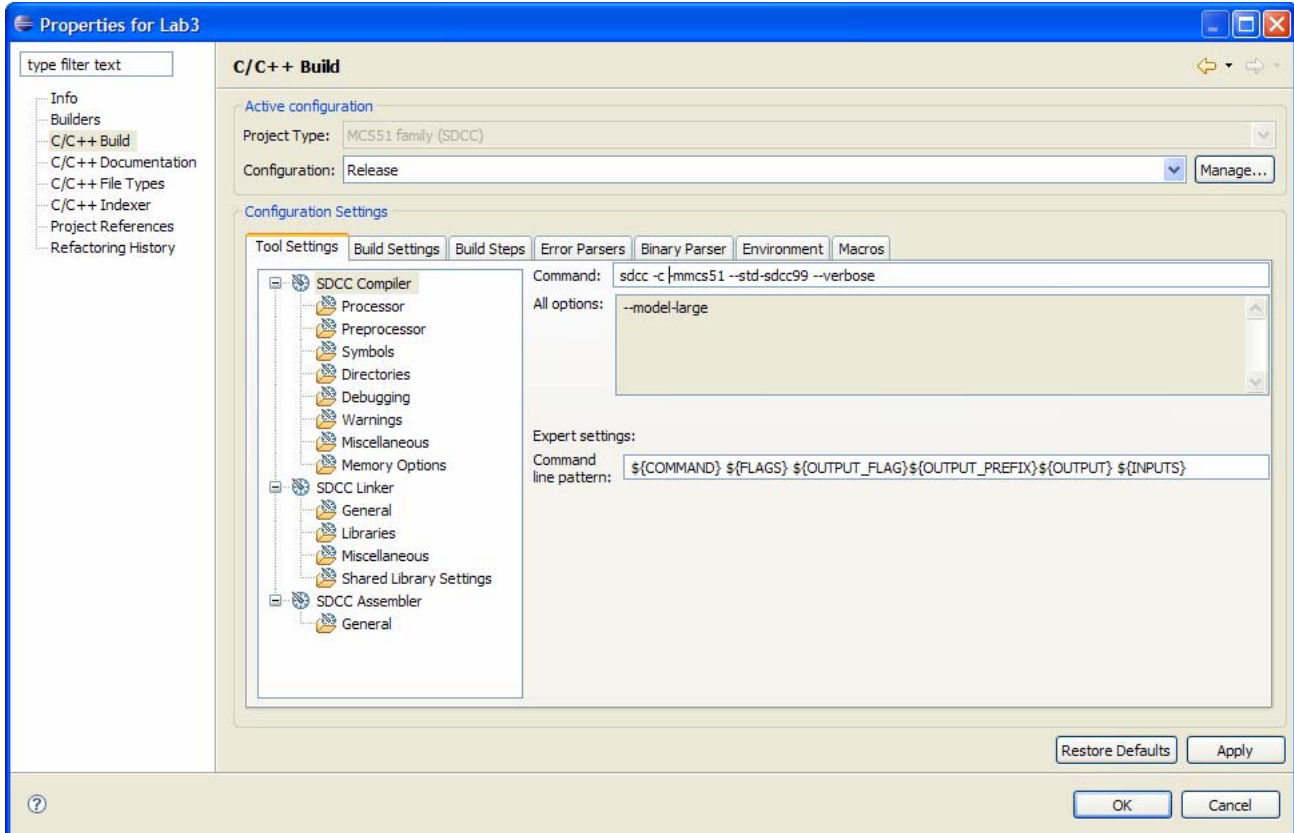 Properties for Lab3
type filter text
Info
Builders
C/C++ Build
C/C++ Documentation
C/C++ File Types
C/C++ Indexer
Project References
Refactoring History
C/C++ Build
Active configuration
Project Type: MCS51 family (SDCC)
Configuration: Release Manage...
Configuration Settings
Tool Settings Build Settings Build Steps Error Parsers Binary Parser Environment Macros
SDCC Compiler
Processor
Preprocessor
Symbols
Directories
Debugging
Warnings
Miscellaneous
Memory Options
SDCC Linker
General
Libraries
Miscellaneous
Shared Library Settings
SDCC Assembler
General
Command: sdcc -c -mmcs51 --std-sdcc99 --verbose
All options: --model-large
Expert settings:
Command
line pattern: ${COMMAND} ${FLAGS} ${OUTPUT_FLAG}${OUTPUT_PREFIX}${OUTPUT} ${INPUTS}
Restore Defaults Apply
? OK Cancel